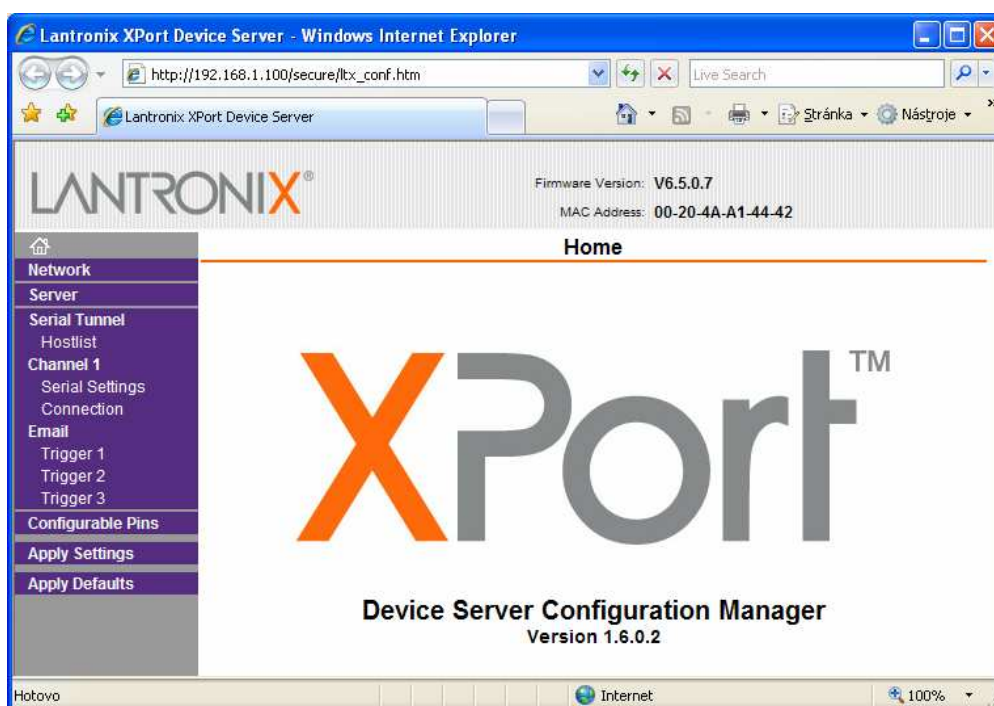 Lantronix XPort Device Server - Windows Internet Explorer
http://192.168.1.100/secure/ltx_conf.htm
Live Search
Lantronix XPort Device Server
Stránka
Nástroje
»
LANTRONIX®
Firmware Version: V6.5.0.7
MAC Address: 00-20-4A-A1-44-42
Home
Network
Server
Serial Tunnel
Hostlist
Channel 1
Serial Settings
Connection
Email
Trigger 1
Trigger 2
Trigger 3
Configurable Pins
Apply Settings
Apply Defaults
XPort™
Device Server Configuration Manager
Version 1.6.0.2
Hotovo
Internet
100%